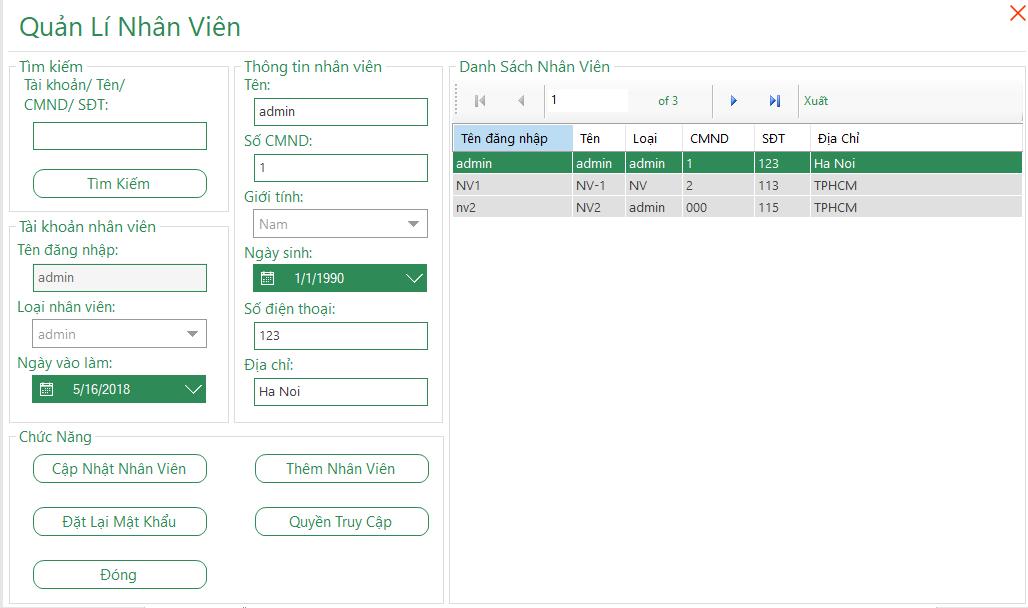 Quản Lí Nhân Viên
Tìm kiếm
Tài khoản/ Tên/
CMND/ SĐT:
Tìm Kiếm
Tài khoản nhân viên
Tên đăng nhập:
admin
Loại nhân viên:
admin
Ngày vào làm:
5/16/2018
Thông tin nhân viên
Tên:
admin
Số CMND:
1
Giới tính:
Nam
Ngày sinh:
1/1/1990
Số điện thoại:
123
Địa chỉ:
Ha Noi
Chức Năng
Cập Nhật Nhân Viên
Thêm Nhân Viên
Đặt Lại Mật Khẩu
Quyền Truy Cập
Đóng
Danh Sách Nhân Viên
1 of 3 Xuất
Tên đăng nhập Tên Loại CMND SĐT Địa Chỉ
admin admin admin 1 123 Ha Noi
NV1 NV-1 NV 2 113 TPHCM
nv2 NV2 admin 000 115 TPHCM